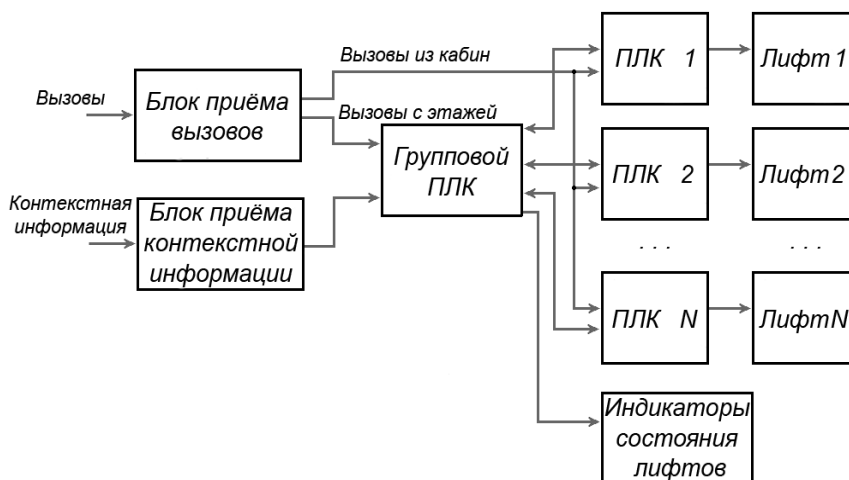 Вызовы из кабин
ПЛК 1
Лифт 1
Вызовы
Блок приёма
вызовов
Вызовы с этажей
Групповой
ПЛК
ПЛК 2
Лифт 2
Контекстная
информация
Блок приёма
контекстной
информации
. . .
. . .
ПЛК N
Лифт N
Индикаторы
состояния
лифтов